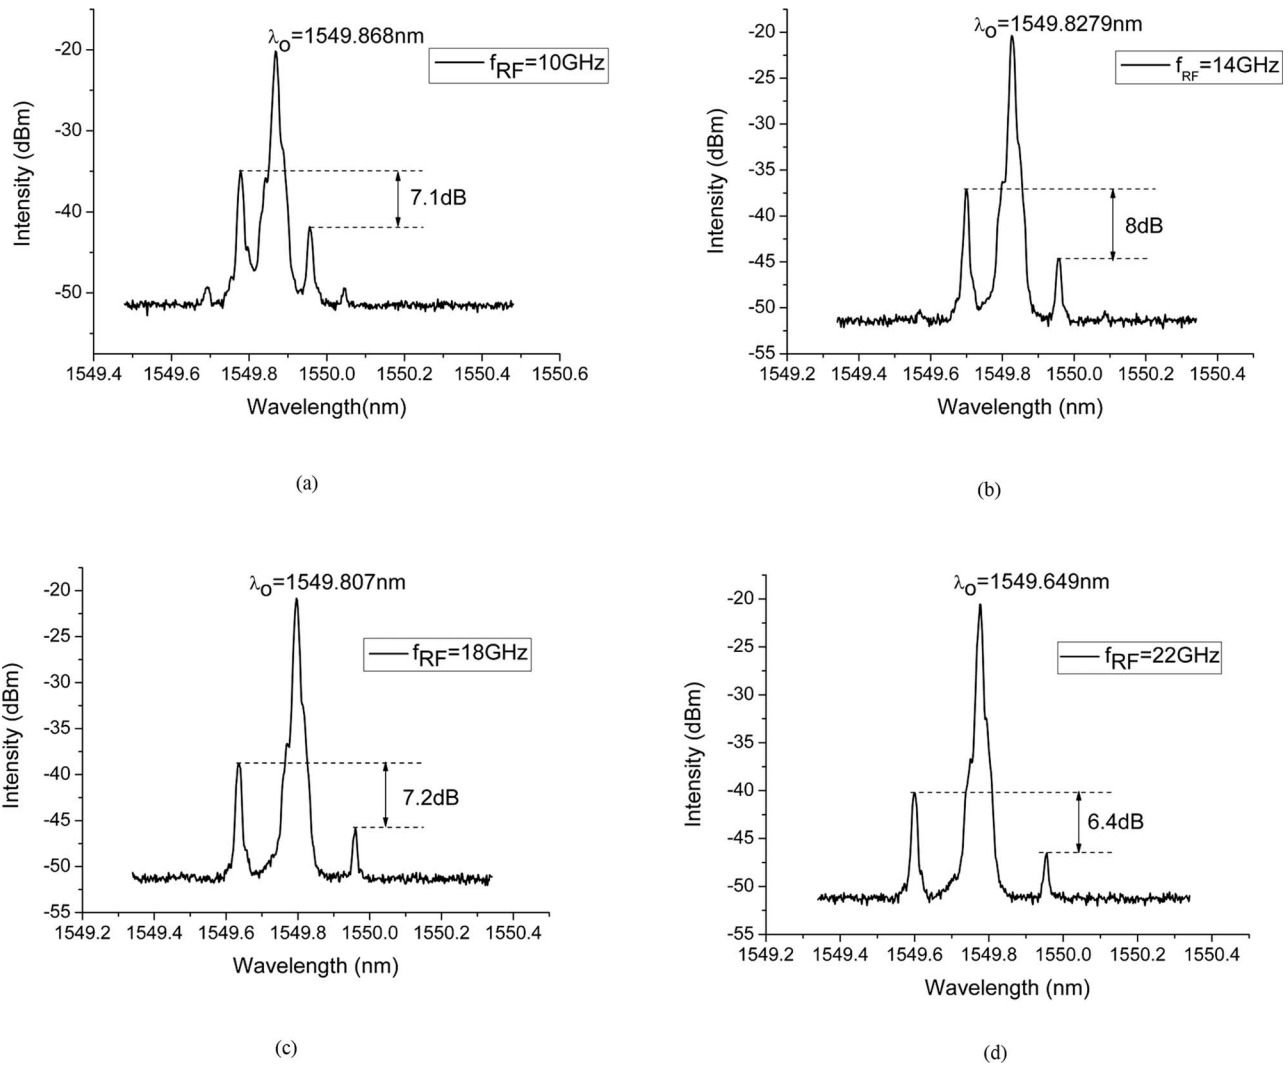 λo=1549.868nm
fRF=10GHz
7.1dB
Intensity (dBm)
-20
-30
-40
-50
1549.4 1549.6 1549.8 1550.0 1550.2 1550.4 1550.6
Wavelength(nm)
(a)
λo=1549.8279nm
fRF=14GHz
8dB
Intensity (dBm)
-20
-25
-30
-35
-40
-45
-50
-55
1549.2 1549.4 1549.6 1549.8 1550.0 1550.2 1550.4
Wavelength (nm)
(b)
λo=1549.807nm
fRF=18GHz
7.2dB
Intensity (dBm)
-20
-25
-30
-35
-40
-45
-50
-55
1549.2 1549.4 1549.6 1549.8 1550.0 1550.2 1550.4
Wavelength (nm)
(c)
λo=1549.649nm
fRF=22GHz
6.4dB
Intensity (dBm)
-20
-25
-30
-35
-40
-45
-50
-55
1549.2 1549.4 1549.6 1549.8 1550.0 1550.2 1550.4
Wavelength (nm)
(d)